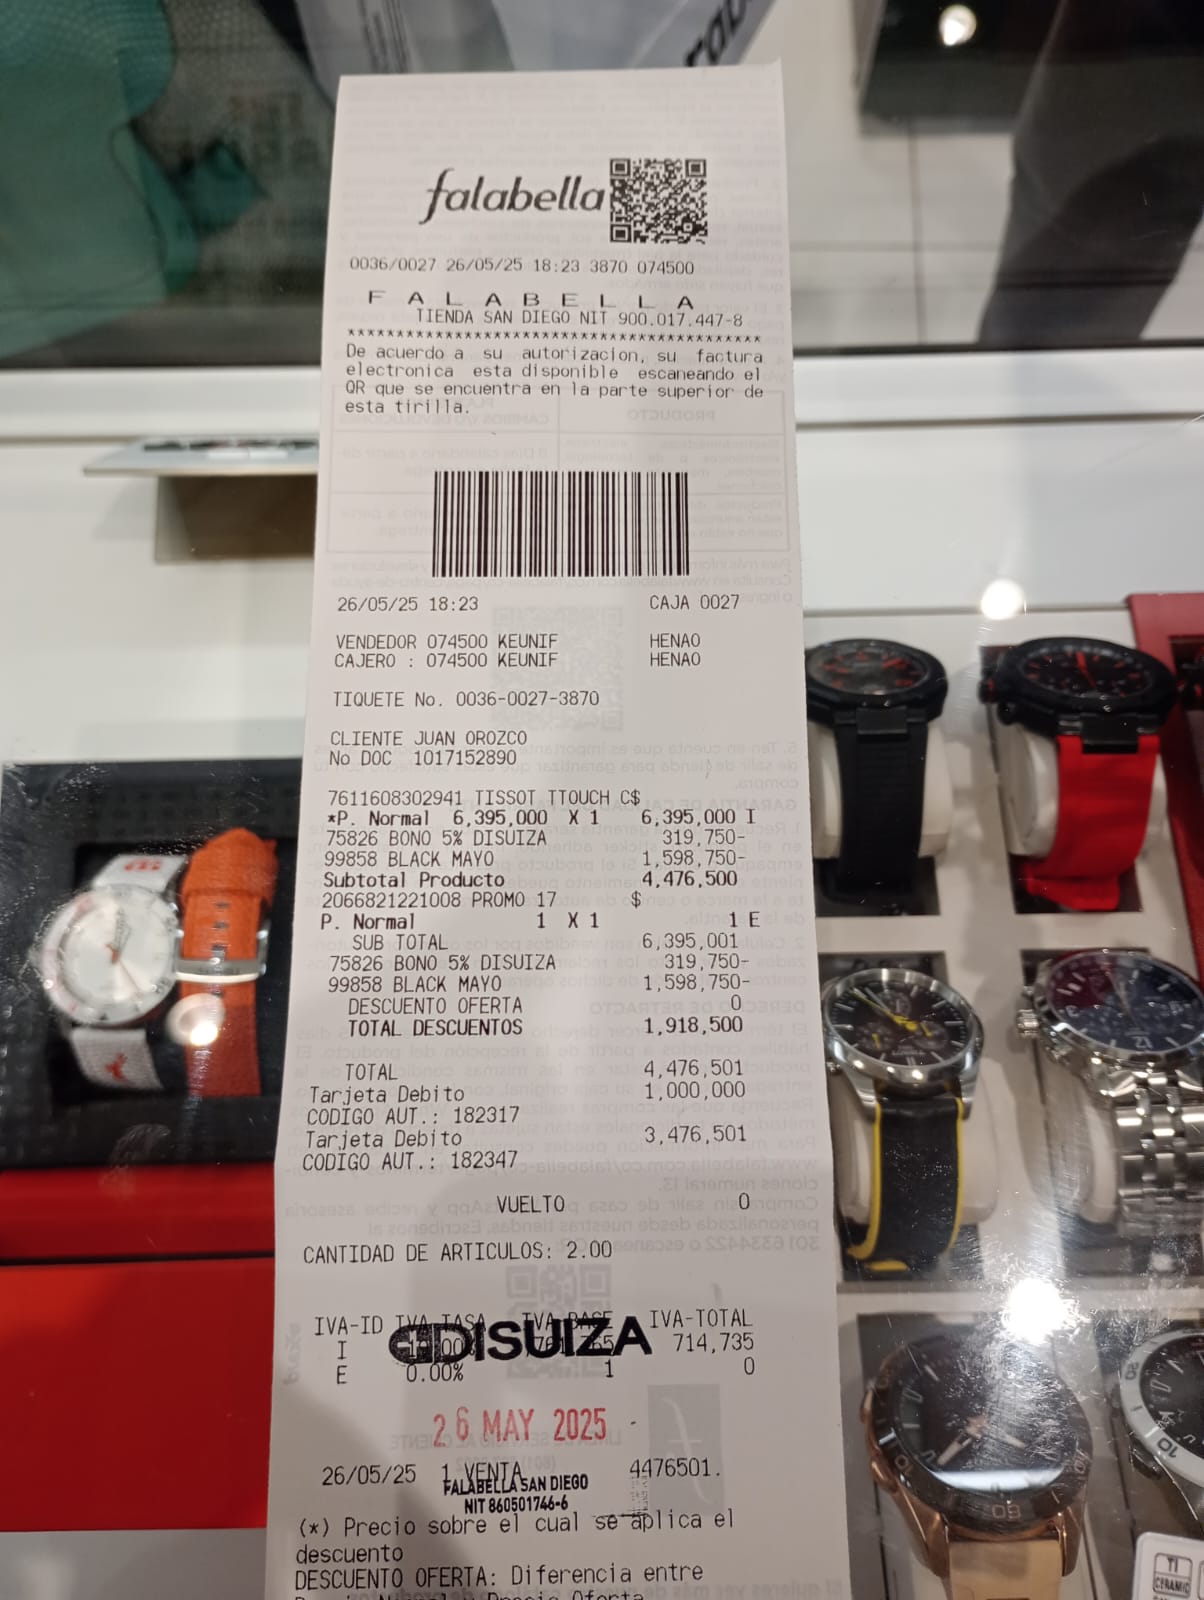 falabella
0036/0027 26/05/25 18:23 3870 074500
F A L A B E L L A
TIENDA SAN DIEGO NIT 900.017.447-8
******************************************
De acuerdo a su autorizacion, su factura
electronica esta disponible escaneando el
QR que se encuentra en la parte superior de
esta tirilla.
26/05/25 18:23 CAJA 0027
VENDEDOR 074500 KEUNIF HENAO
CAJERO : 074500 KEUNIF HENAO
TIQUETE No. 0036-0027-3870
CLIENTE JUAN OROZCO
No DOC 1017152890
7611608302941 TISSOT TTOUCH C$
*P. Normal 6,395,000 X 1 6,395,000 I
75826 BONO 5% DISUIZA 319,750-
99858 BLACK MAYO 1,598,750-
Subtotal Producto 4,476,500
2066821221008 PROMO 17 $
P. Normal 1 X 1 1 E
SUB TOTAL 6,395,001
75826 BONO 5% DISUIZA 319,750-
99858 BLACK MAYO 1,598,750-
DESCUENTO OFERTA 0
TOTAL DESCUENTOS 1,918,500
TOTAL 4,476,501
Tarjeta Debito 1,000,000
CODIGO AUT.: 182317
Tarjeta Debito 3,476,501
CODIGO AUT.: 182347
VUELTO 0
CANTIDAD DE ARTICULOS: 2.00
IVA-ID IVA-TASA IVA-BASE IVA-TOTAL
I 714,735
DISUIZA
E 0.00% 1 0
26 MAY 2025
26/05/25 1 VENTA 4476501.
FALABELLA SAN DIEGO
NIT 860501746-6
(*) Precio sobre el cual se aplica el
descuento
DESCUENTO OFERTA: Diferencia entre
TI
CERAMIC